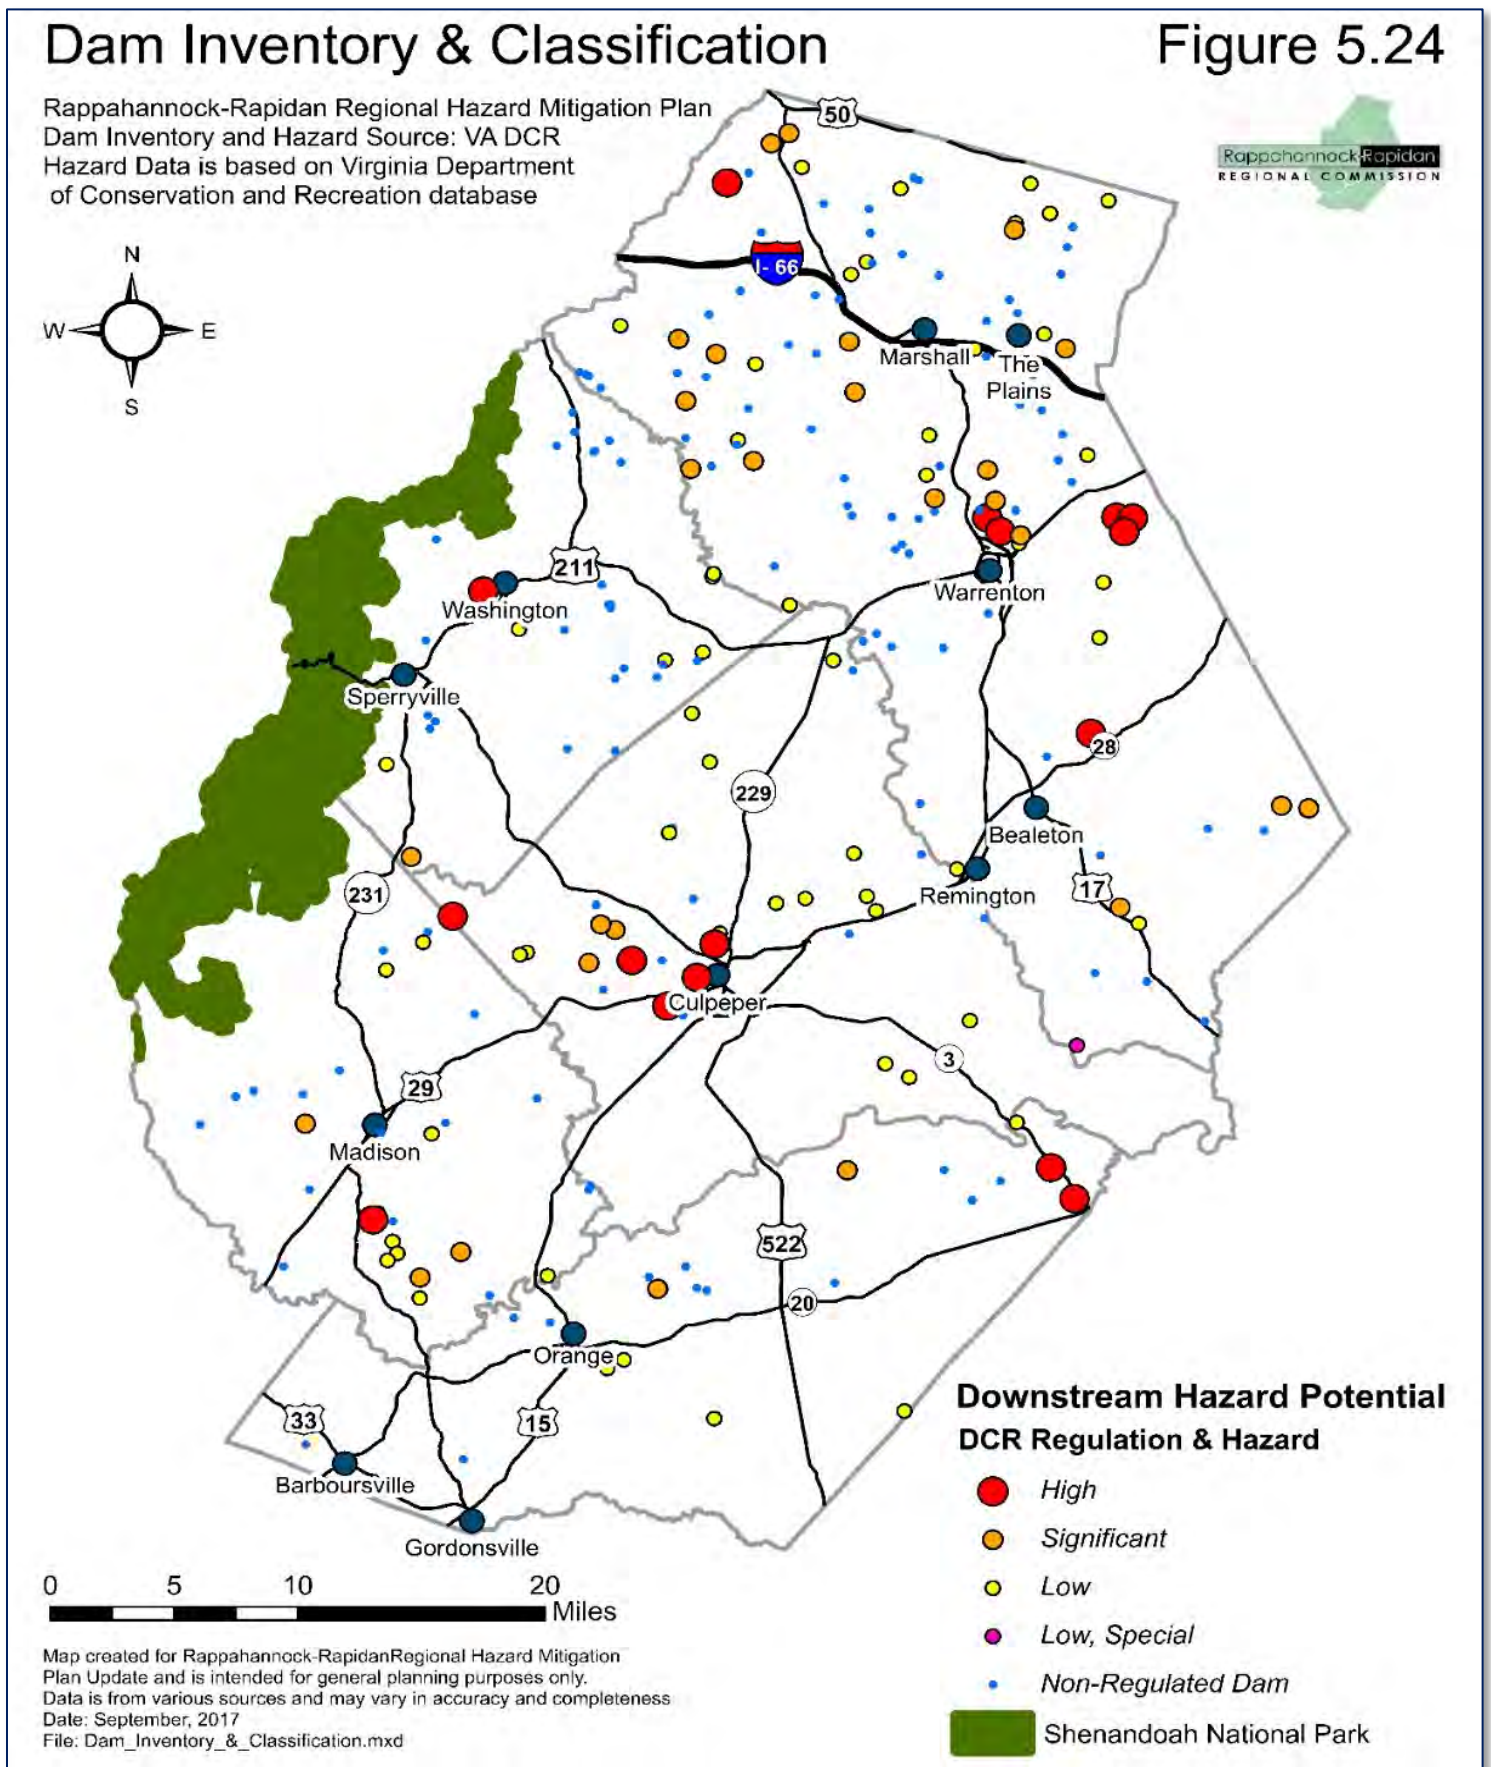 Dam Inventory & Classification
Figure 5.24
Rappahannock-Rapidan Regional Hazard Mitigation Plan
Dam Inventory and Hazard Source: VA DCR
Hazard Data is based on Virginia Department
of Conservation and Recreation database
Rappahannock-Rapidan
REGIONAL COMMISSION
N
W
E
S
50
I-66
Marshall
The
Plains
211
Washington
Warrenton
Sperryville
28
229
Bealeton
231
Remington
17
Culpeper
3
29
Madison
522
20
Orange
33
15
Barboursville
Gordonsville
0 5 10 20
Miles
Map created for Rappahannock-RapidanRegional Hazard Mitigation
Plan Update and is intended for general planning purposes only.
Data is from various sources and may vary in accuracy and completeness
Date: September, 2017
File: Dam_Inventory_&_Classification.mxd
Downstream Hazard Potential
DCR Regulation & Hazard
High
Significant
Low
Low, Special
Non-Regulated Dam
Shenandoah National Park